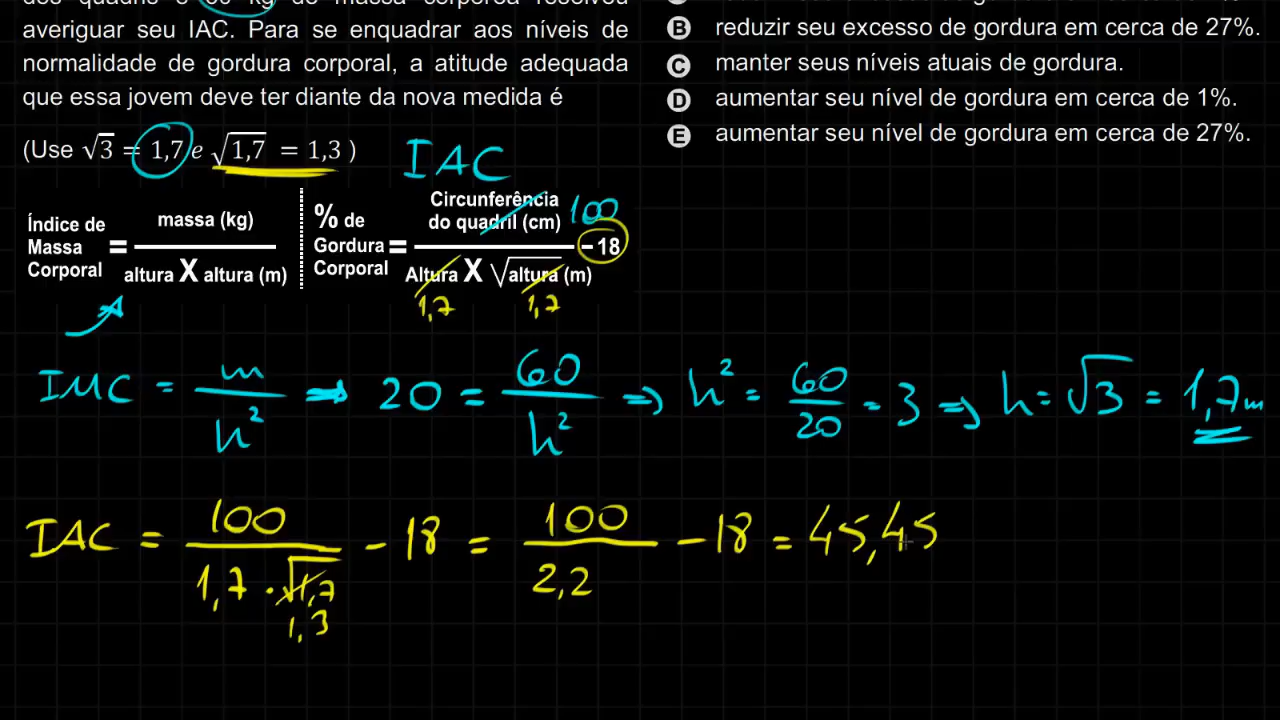 averiguar seu IAC. Para se enquadrar aos níveis de
normalidade de gordura corporal, a atitude adequada
que essa jovem deve ter diante da nova medida é
(Use √3 = 1,7 e √1,7 = 1,3 )
IAC
Índice de Massa Corporal = massa (kg) / altura X altura (m)
% de Gordura Corporal = Circunferência do quadril (cm) / Altura X √altura (m) - 18
100
1,7 1,7
B reduzir seu excesso de gordura em cerca de 27%.
C manter seus níveis atuais de gordura.
D aumentar seu nível de gordura em cerca de 1%.
E aumentar seu nível de gordura em cerca de 27%.
IMC = m / h² ⇒ 20 = 60 / h² ⇒ h² = 60 / 20 = 3 ⇒ h = √3 = 1,7m
IAC = 100 / 1,7 · √1,7 - 18 = 100 / 2,2 - 18 = 45,45
1,3